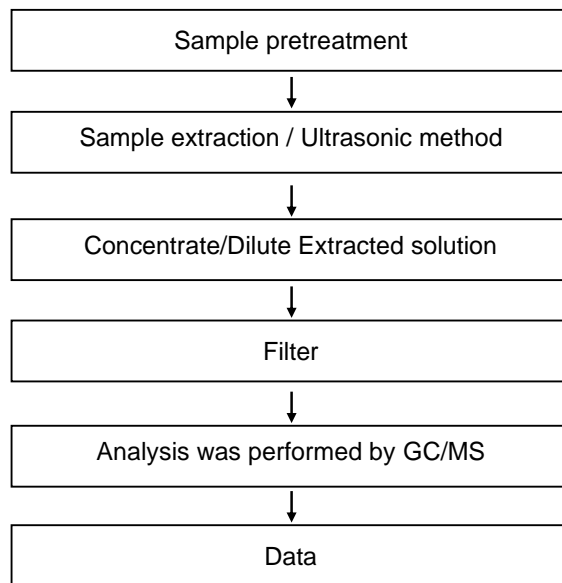 Sample pretreatment
Sample extraction / Ultrasonic method
Concentrate/Dilute Extracted solution
Filter
Analysis was performed by GC/MS
Data